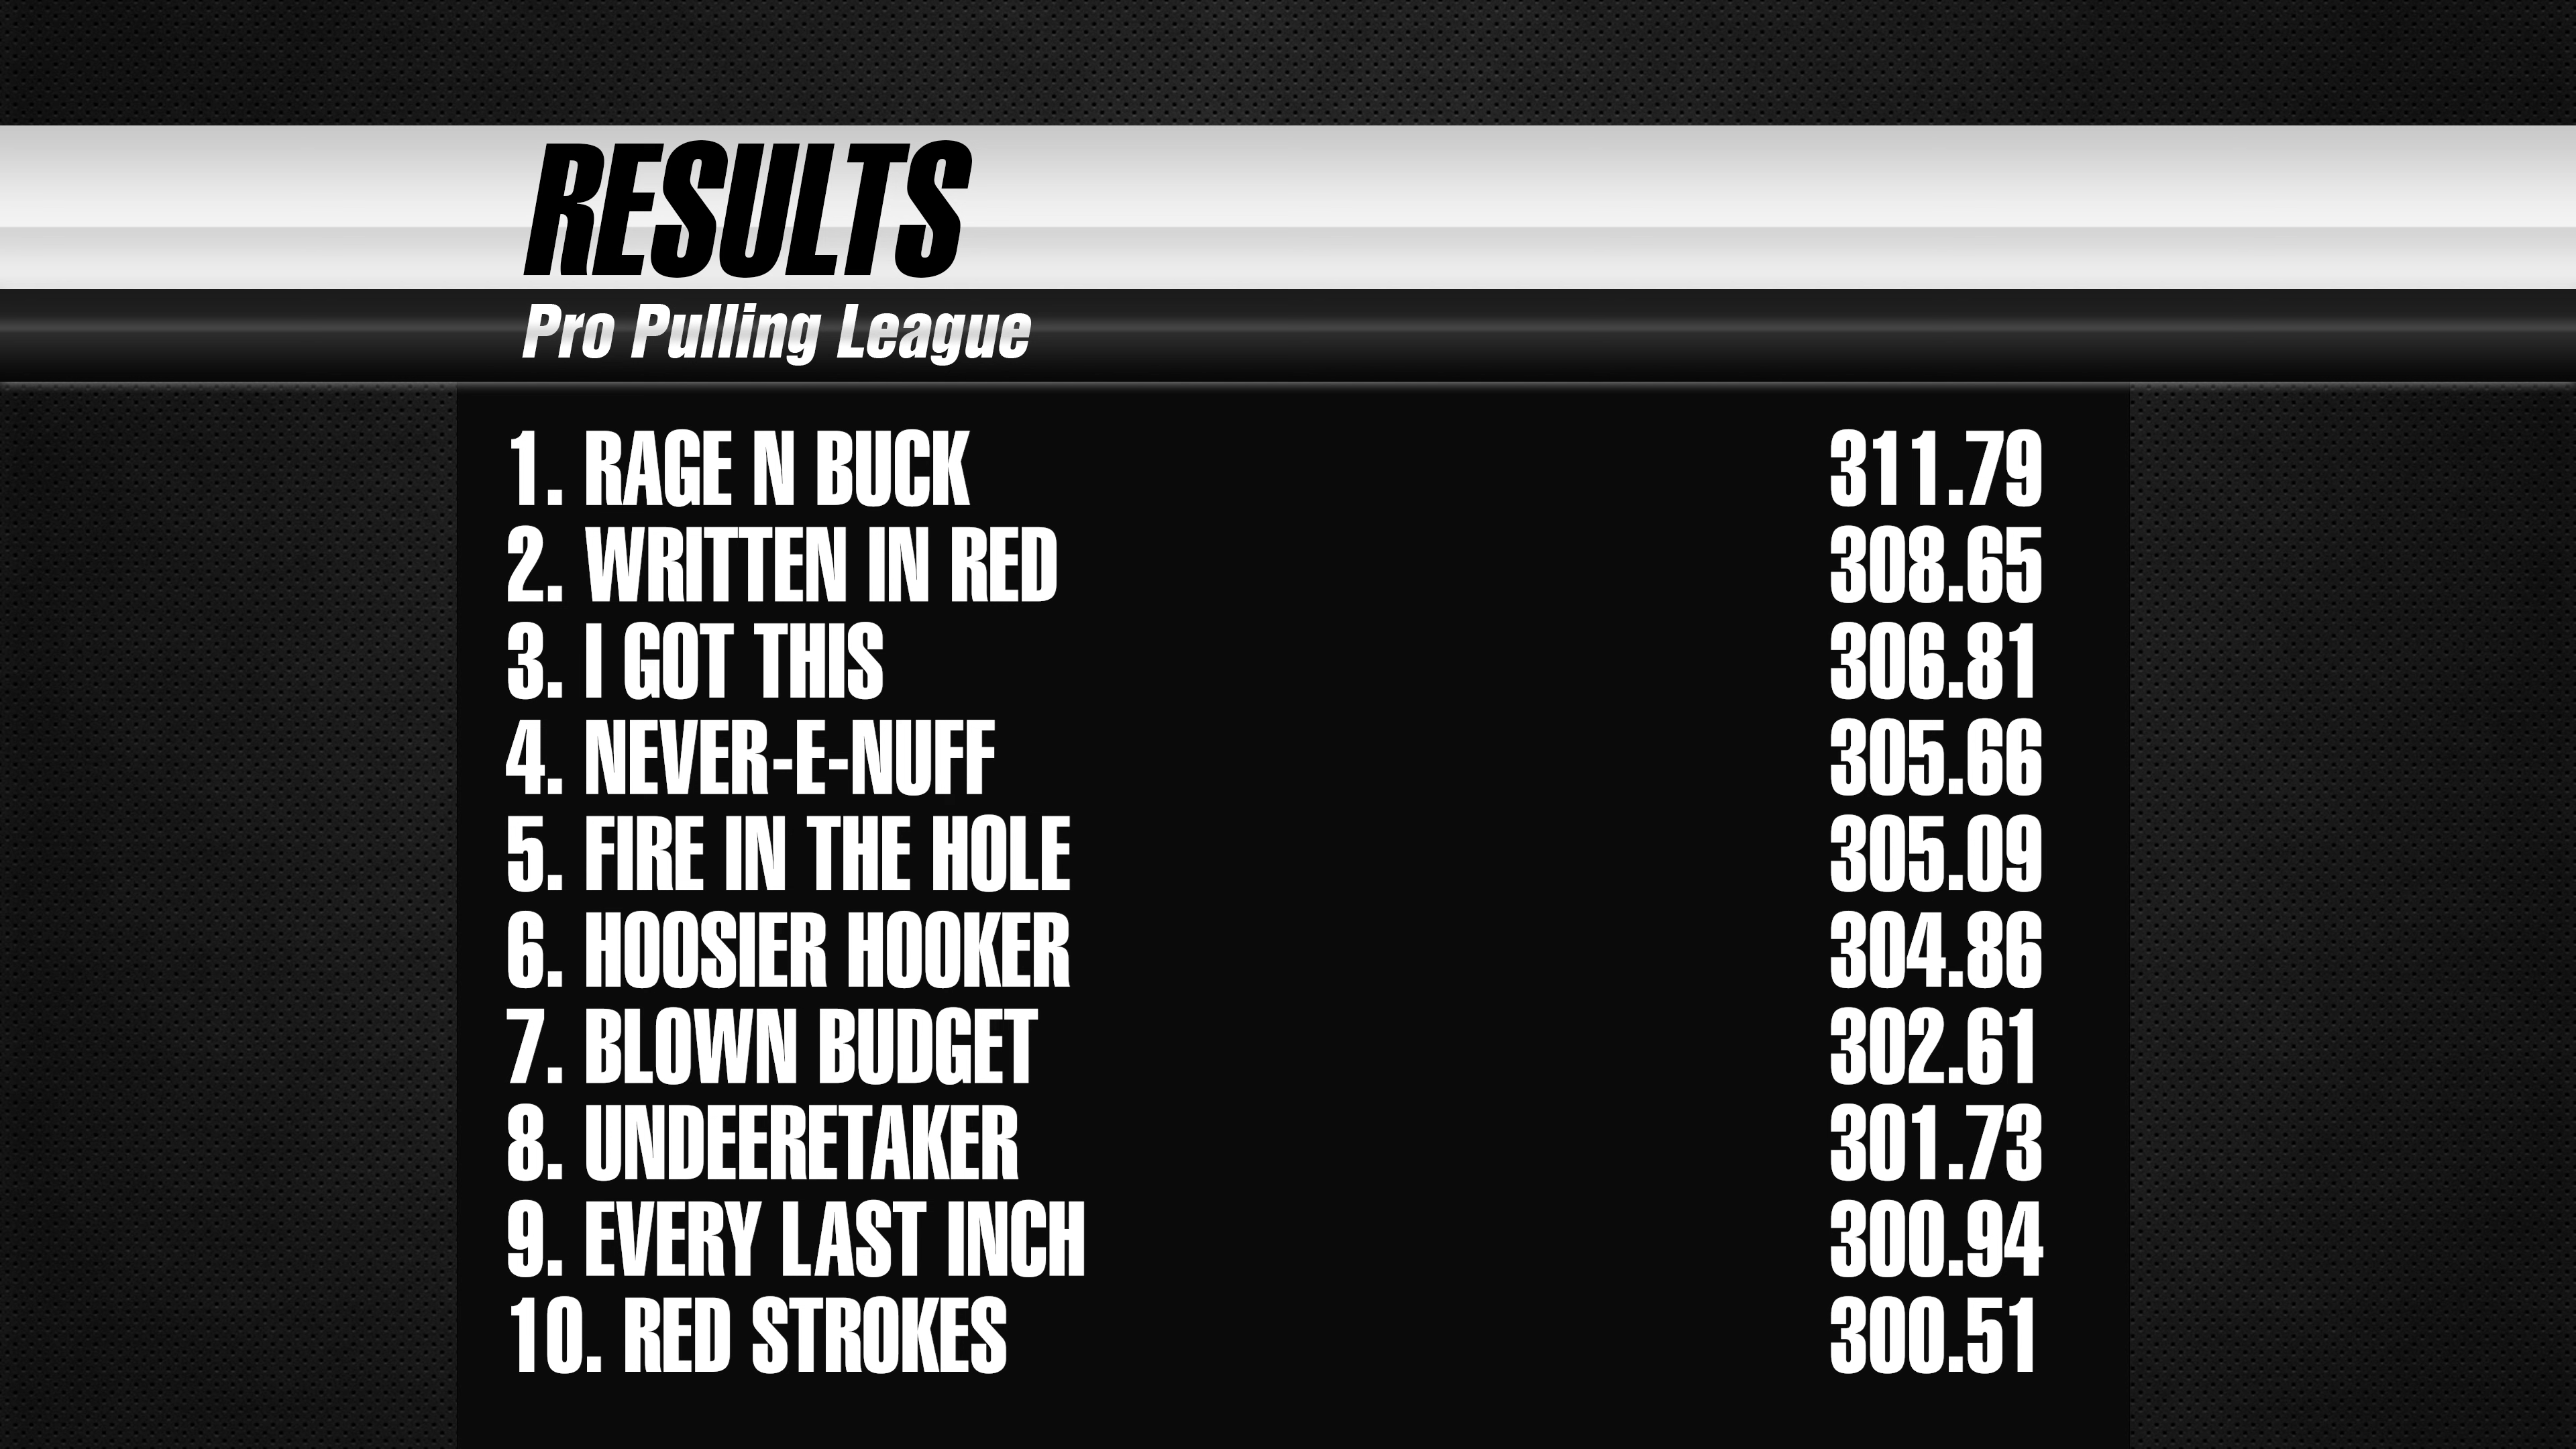 RESULTS
Pro Pulling League
1. RAGE N BUCK 311.79
2. WRITTEN IN RED 308.65
3. I GOT THIS 306.81
4. NEVER-E-NUFF 305.66
5. FIRE IN THE HOLE 305.09
6. HOOSIER HOOKER 304.86
7. BLOWN BUDGET 302.61
8. UNDEERETAKER 301.73
9. EVERY LAST INCH 300.94
10. RED STROKES 300.51